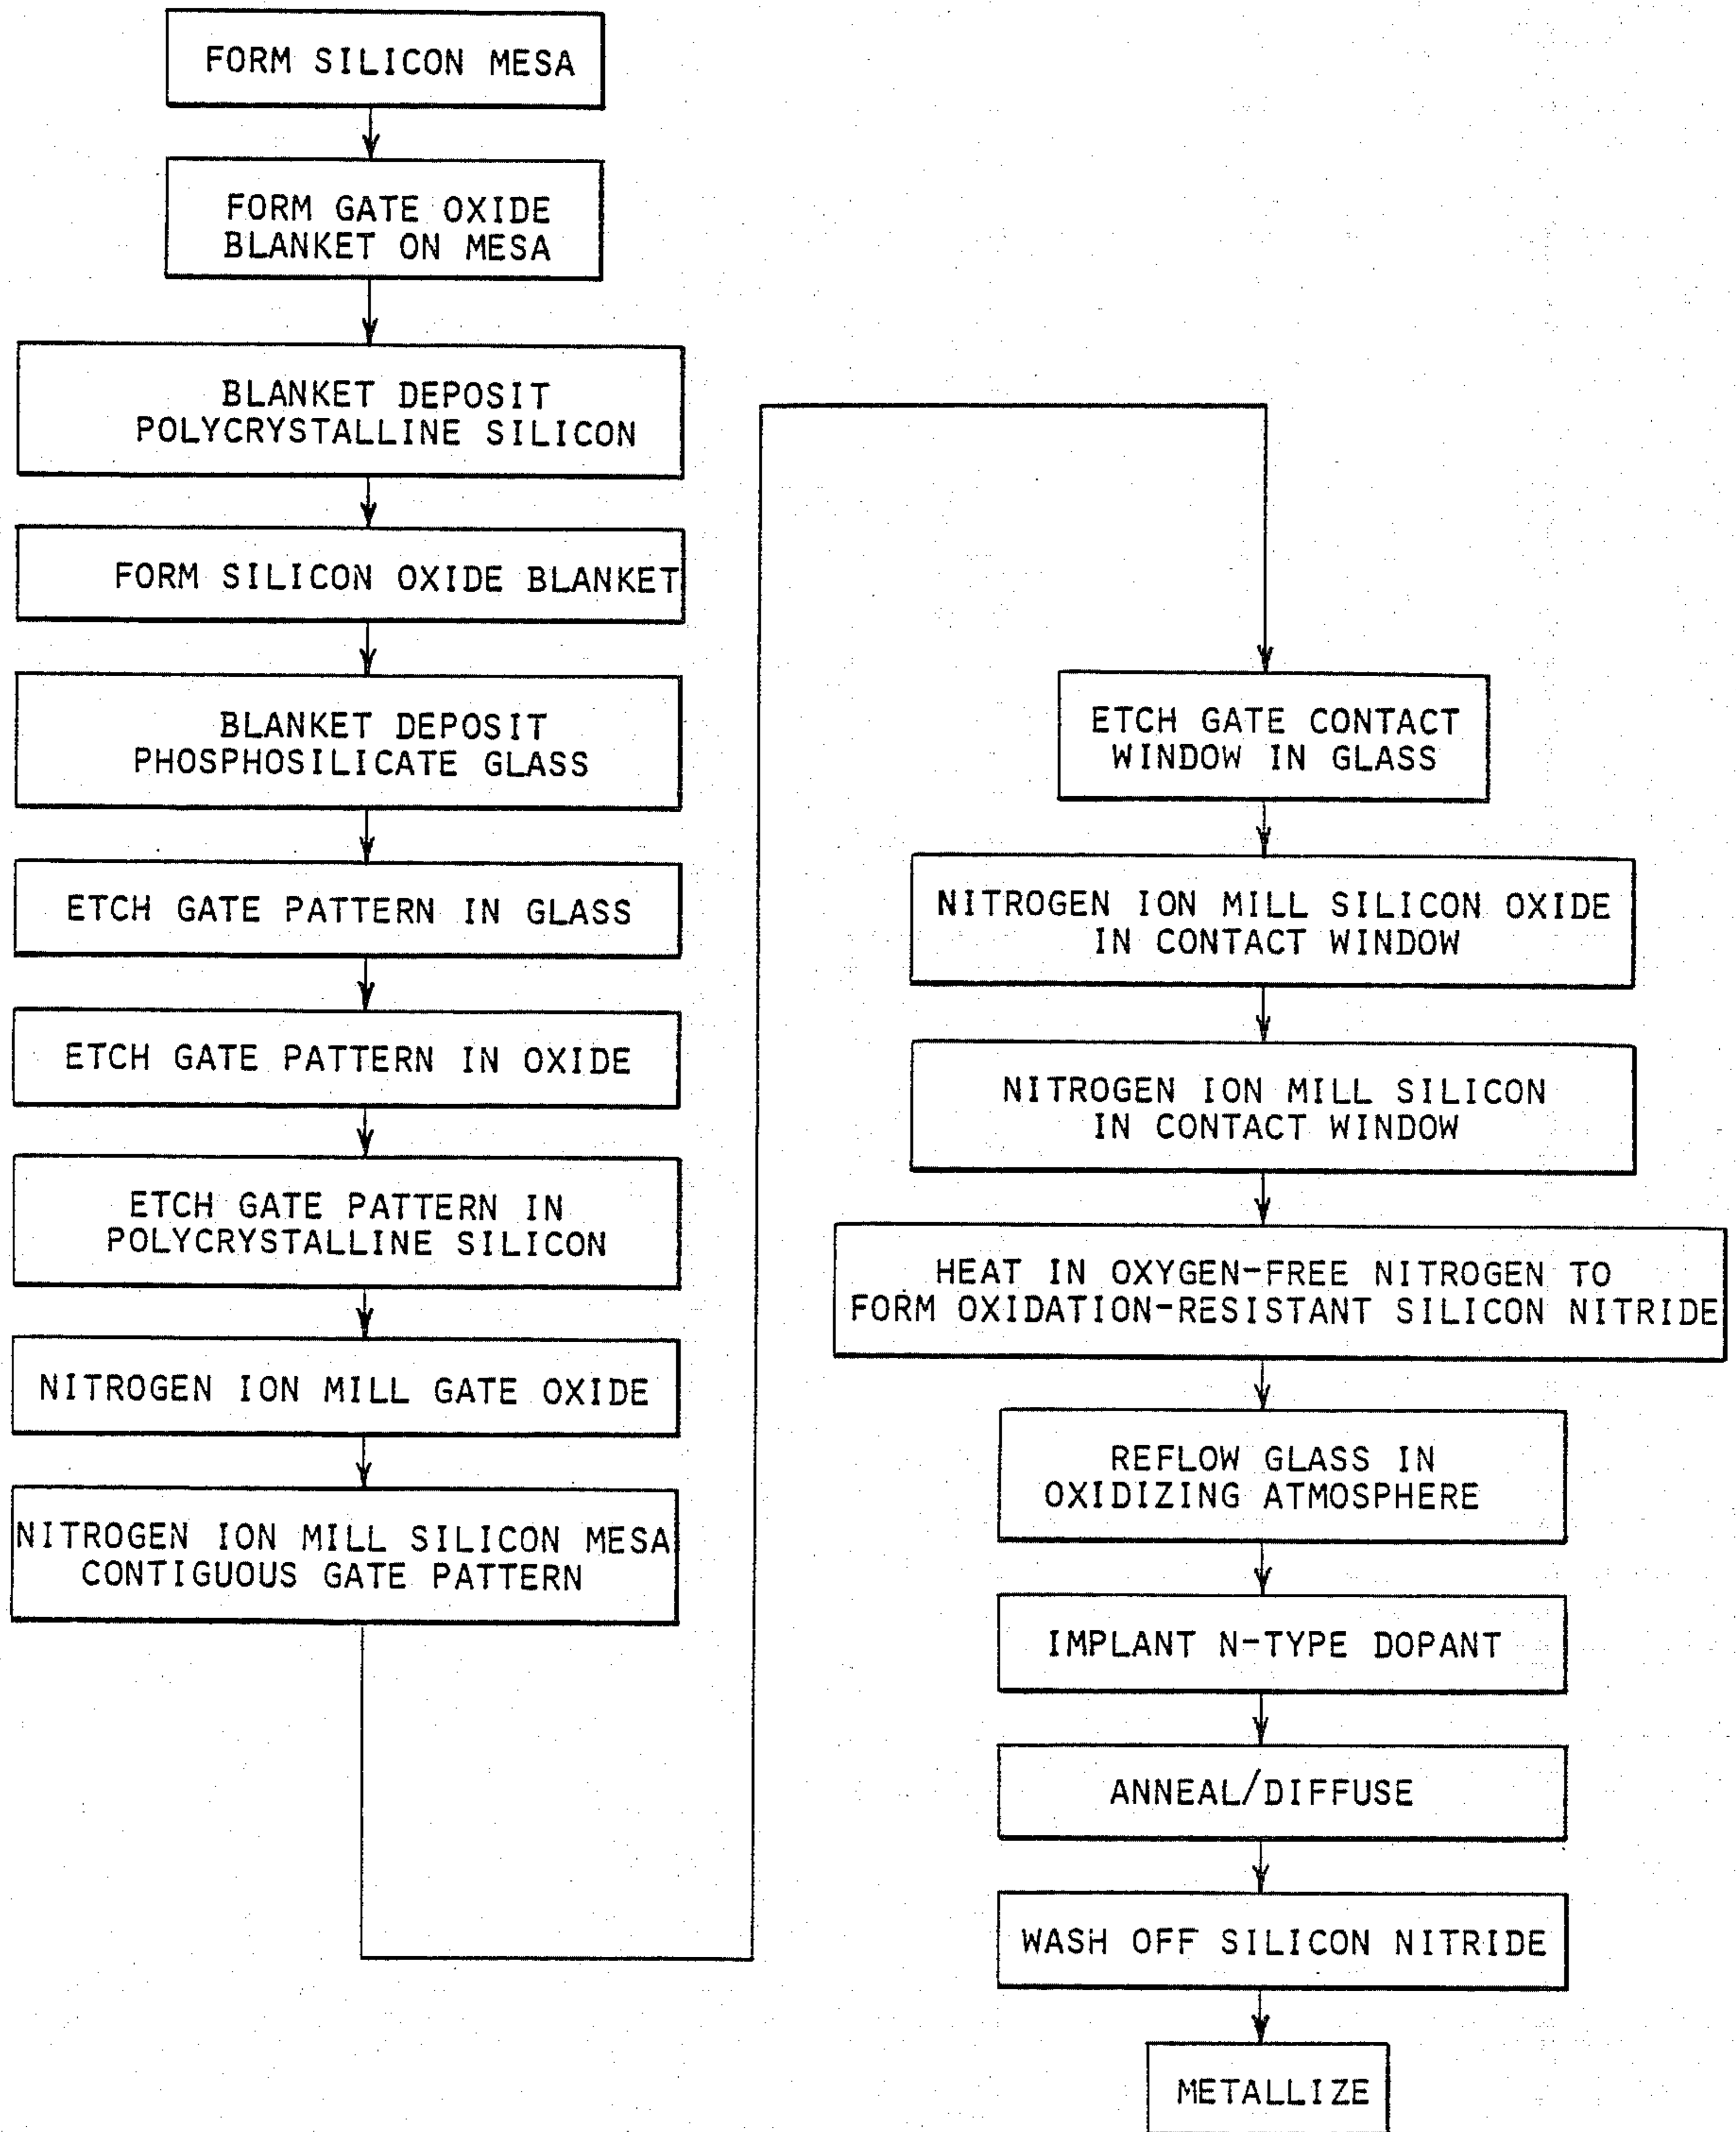 FORM SILICON MESA
FORM GATE OXIDE
BLANKET ON MESA
BLANKET DEPOSIT
POLYCRYSTALLINE SILICON
FORM SILICON OXIDE BLANKET
BLANKET DEPOSIT
PHOSPHOSILICATE GLASS
ETCH GATE PATTERN IN GLASS
ETCH GATE PATTERN IN OXIDE
ETCH GATE PATTERN IN
POLYCRYSTALLINE SILICON
NITROGEN ION MILL GATE OXIDE
NITROGEN ION MILL SILICON MESA
CONTIGUOUS GATE PATTERN
ETCH GATE CONTACT
WINDOW IN GLASS
NITROGEN ION MILL SILICON OXIDE
IN CONTACT WINDOW
NITROGEN ION MILL SILICON
IN CONTACT WINDOW
HEAT IN OXYGEN-FREE NITROGEN TO
FORM OXIDATION-RESISTANT SILICON NITRIDE
REFLOW GLASS IN
OXIDIZING ATMOSPHERE
IMPLANT N-TYPE DOPANT
ANNEAL/DIFFUSE
WASH OFF SILICON NITRIDE
METALLIZE